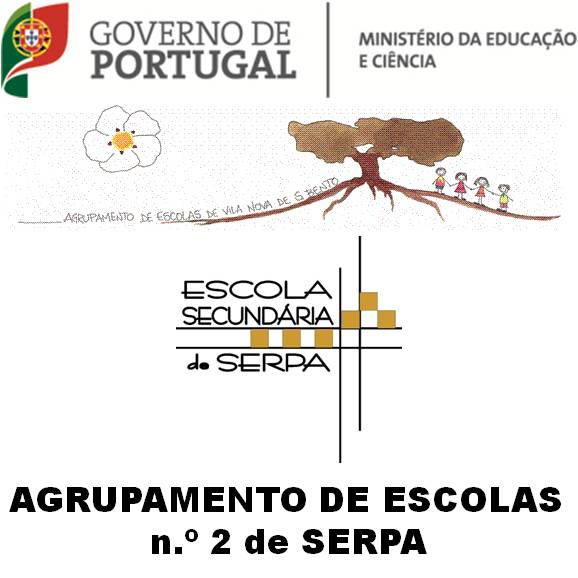 GOVERNO DE
PORTUGAL
MINISTÉRIO DA EDUCAÇÃO
E CIÊNCIA
AGRUPAMENTO DE ESCOLAS DE VILA NOVA DE S. BENTO
ESCOLA
SECUNDÁRIA
de SERPA
AGRUPAMENTO DE ESCOLAS
n.º 2 de SERPA